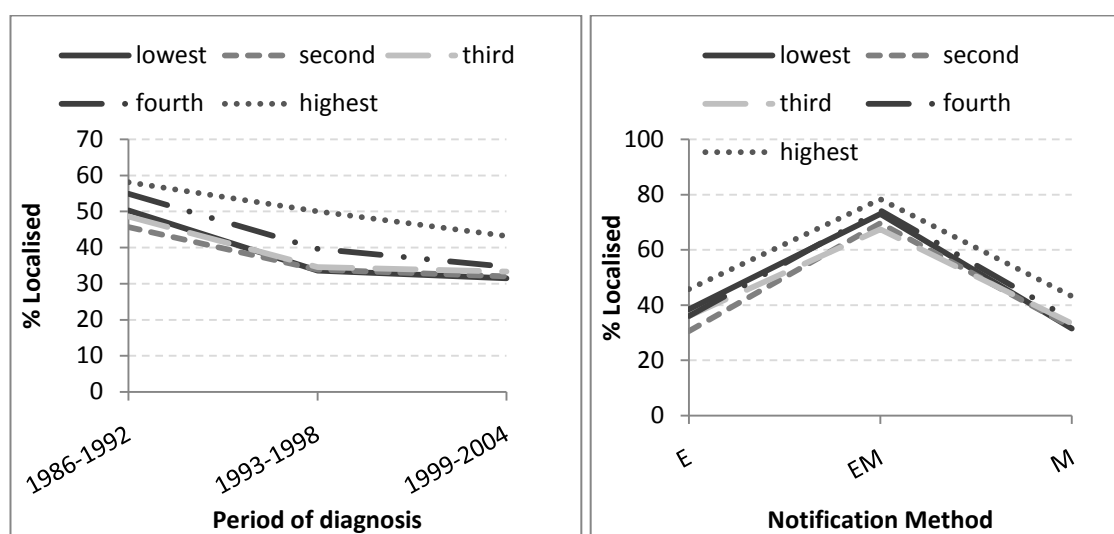 lowest second third
fourth highest
70
60
50
40
30
20
10
0
% Localised
1986-1992
1993-1998
1999-2004
Period of diagnosis
lowest second
third fourth
highest
100
80
60
40
20
0
% Localised
E
EM
M
Notification Method